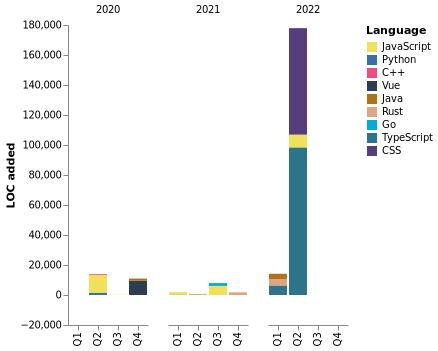 2020 2021 2022
180,000
160,000
140,000
120,000
100,000
80,000
60,000
40,000
20,000
0
−20,000
LOC added
Q1 Q2 Q3 Q4 Q1 Q2 Q3 Q4 Q1 Q2 Q3 Q4
Language
JavaScript
Python
C++
Vue
Java
Rust
Go
TypeScript
CSS